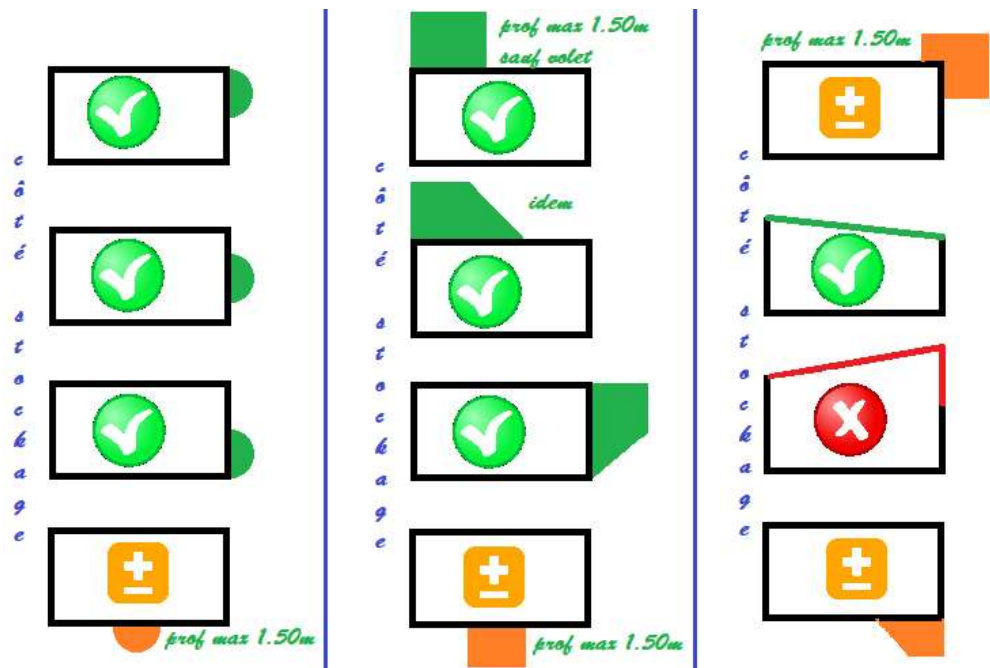 côté stockage
prof max 1.50m
prof max 1.50m
sauf volet
idem
côté stockage
prof max 1.50m
prof max 1.50m
côté stockage